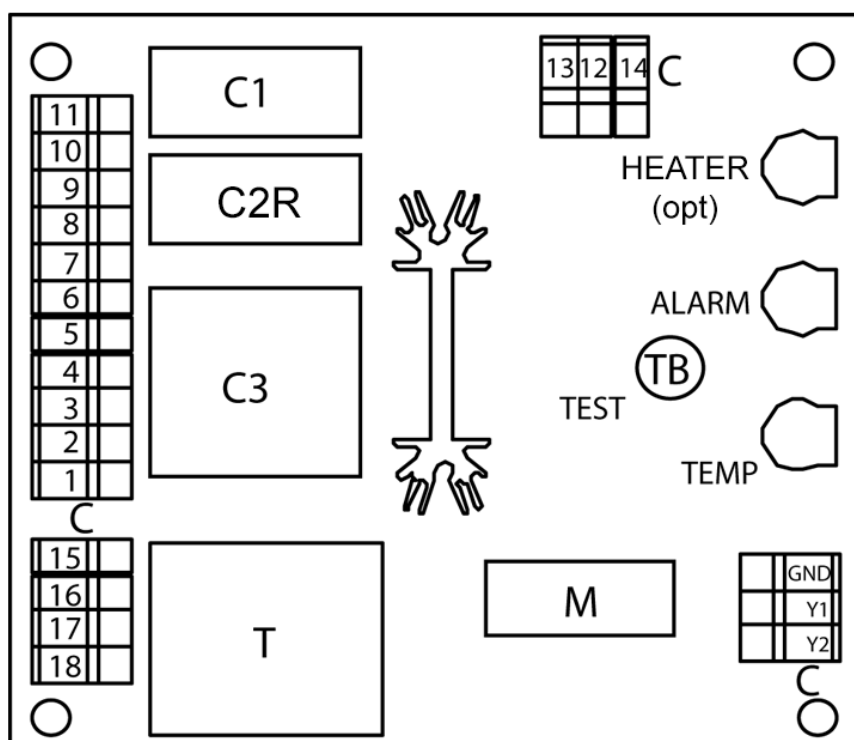 C1
13 12 14 C
11
10
9
8
7
6
5
4
3
2
1
C
C2R
HEATER
(opt)
C3
ALARM
TB
TEST
TEMP
15
16
17
18
T
M
GND
Y1
Y2
C